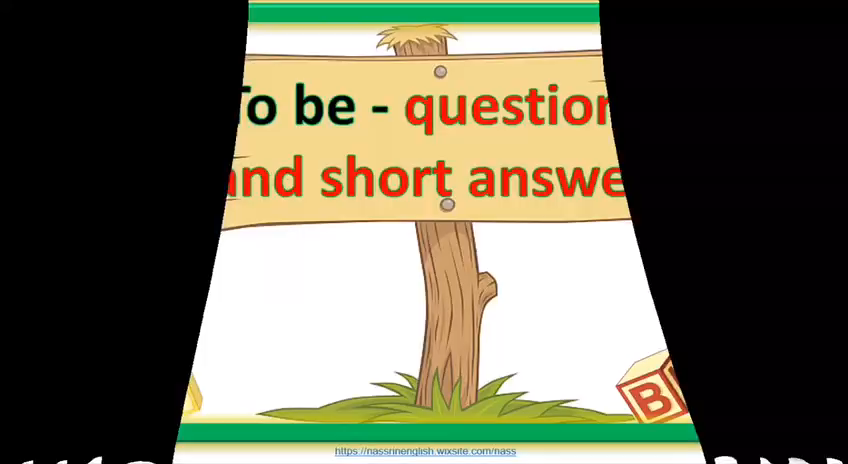 To be - question
and short answe
B
https://nassrinenglish.wixsite.com/nass